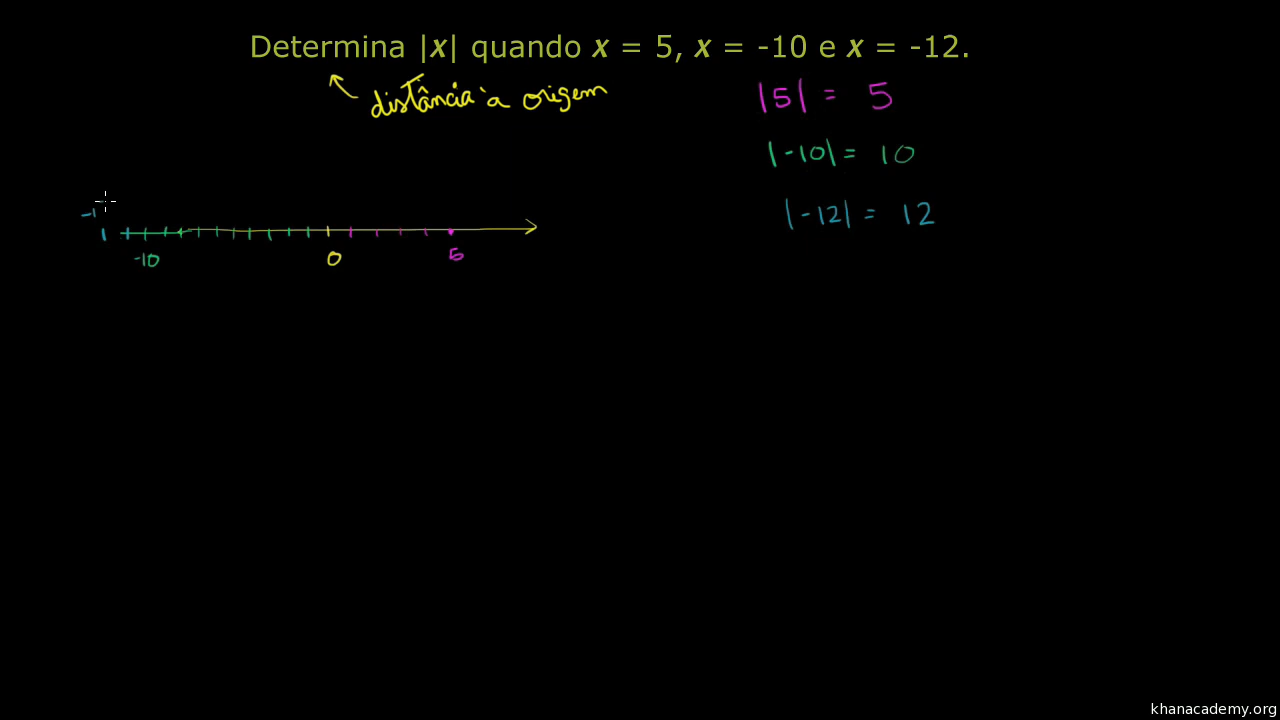 Determina |x| quando x = 5, x = -10 e x = -12.
distância à origem
|5| = 5
|-10| = 10
|-12| = 12
-1
-10 0 5
khanacademy.org